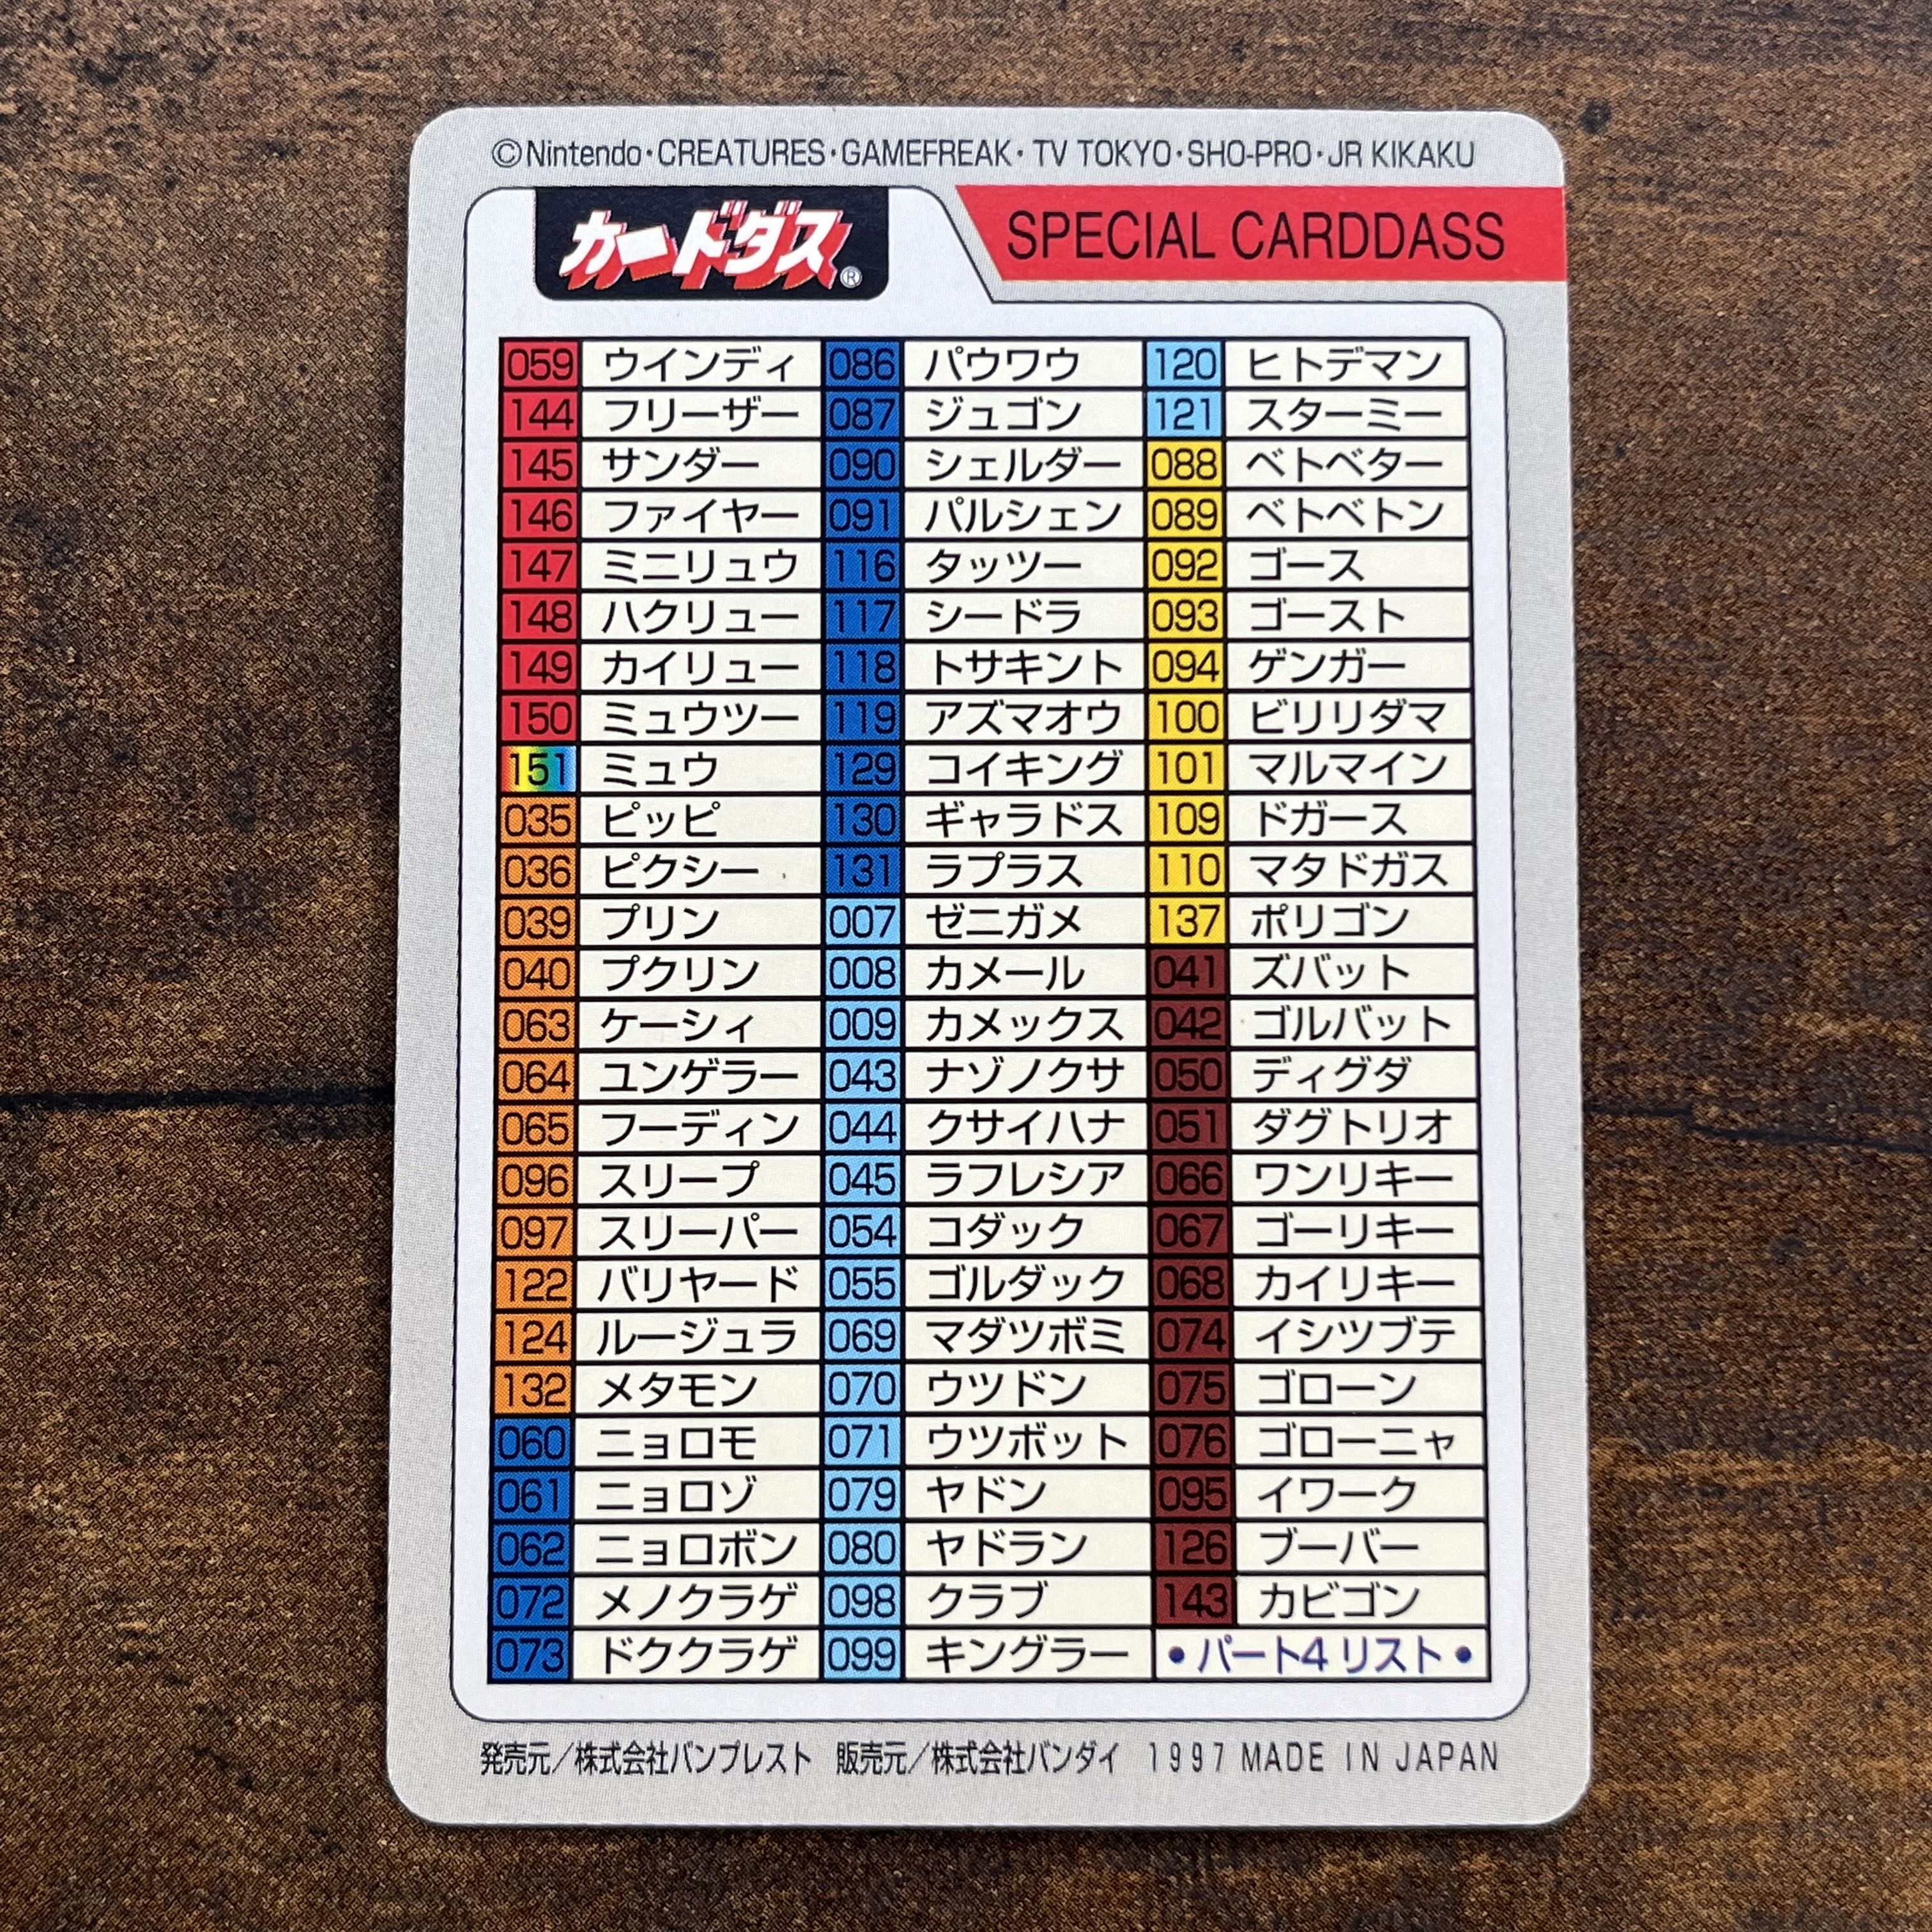 ©Nintendo・CREATURES・GAMEFREAK・TV TOKYO・SHO-PRO・JR KIKAKU
カードダス®
SPECIAL CARDDASS
059 ウインディ 086 パウワウ 120 ヒトデマン
144 フリーザー 087 ジュゴン 121 スターミー
145 サンダー 090 シェルダー 088 ベトベター
146 ファイヤー 091 パルシェン 089 ベトベトン
147 ミニリュウ 116 タッツー 092 ゴース
148 ハクリュー 117 シードラ 093 ゴースト
149 カイリュー 118 トサキント 094 ゲンガー
150 ミュウツー 119 アズマオウ 100 ビリリダマ
151 ミュウ 129 コイキング 101 マルマイン
035 ピッピ 130 ギャラドス 109 ドガース
036 ピクシー 131 ラプラス 110 マタドガス
039 プリン 007 ゼニガメ 137 ポリゴン
040 プクリン 008 カメール 041 ズバット
063 ケーシィ 009 カメックス 042 ゴルバット
064 ユンゲラー 043 ナゾノクサ 050 ディグダ
065 フーディン 044 クサイハナ 051 ダグトリオ
096 スリープ 045 ラフレシア 066 ワンリキー
097 スリーパー 054 コダック 067 ゴーリキー
122 バリヤード 055 ゴルダック 068 カイリキー
124 ルージュラ 069 マダツボミ 074 イシツブテ
132 メタモン 070 ウツドン 075 ゴローン
060 ニョロモ 071 ウツボット 076 ゴローニャ
061 ニョロゾ 079 ヤドン 095 イワーク
062 ニョロボン 080 ヤドラン 126 ブーバー
072 メノクラゲ 098 クラブ 143 カビゴン
073 ドククラゲ 099 キングラー •パート4 リスト•
発売元／株式会社バンプレスト 販売元／株式会社バンダイ 1997 MADE IN JAPAN